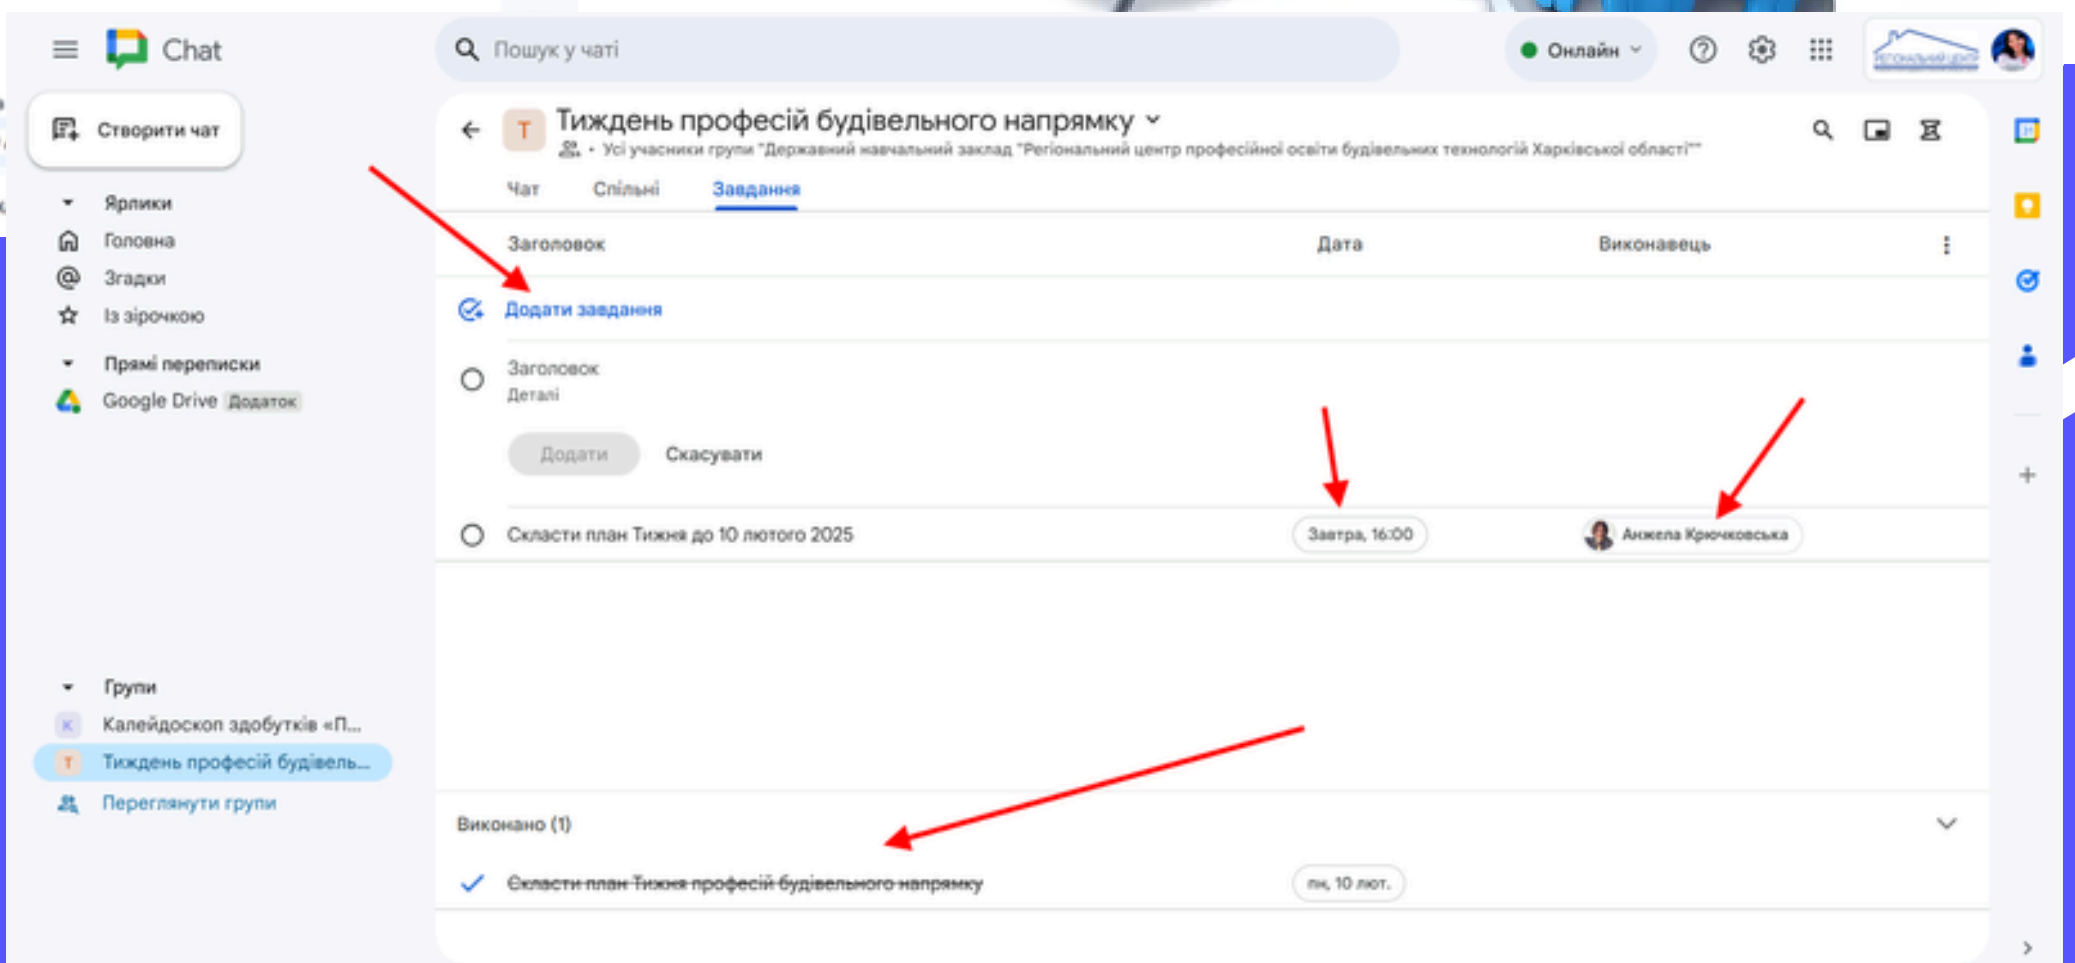 Chat
Пошук у чаті
Онлайн
РЕГІОНАЛЬНИЙ ЦЕНТР
Створити чат
Ярлики
Головна
Згадки
Із зірочкою
Прямі переписки
Google Drive Додаток
Групи
К Калейдоскоп здобутків «П...
Т Тиждень професій будівель...
Переглянути групи
Т Тиждень професій будівельного напрямку
• Усі учасники групи "Державний навчальний заклад "Регіональний центр професійної освіти будівельних технологій Харківської області""
Чат Спільні Завдання
Заголовок Дата Виконавець
Додати завдання
Заголовок
Деталі
Додати Скасувати
Скласти план Тижня до 10 лютого 2025 Завтра, 16:00 Анжела Крючковська
Виконано (1)
Скласти план Тижня професій будівельного напрямку пн, 10 лют.